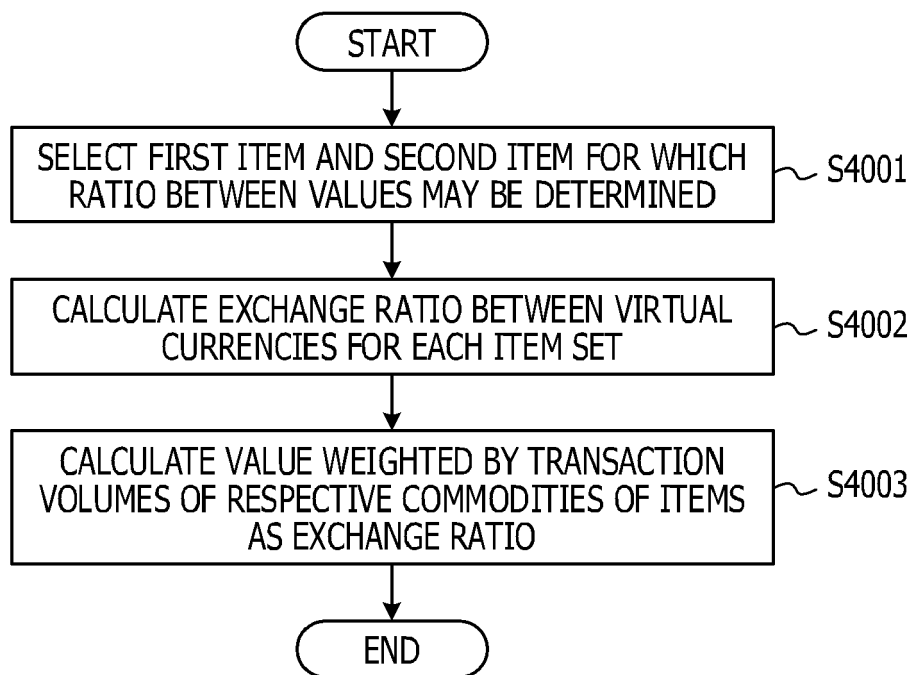 START
SELECT FIRST ITEM AND SECOND ITEM FOR WHICH
RATIO BETWEEN VALUES MAY BE DETERMINED
S4001
CALCULATE EXCHANGE RATIO BETWEEN VIRTUAL
CURRENCIES FOR EACH ITEM SET
S4002
CALCULATE VALUE WEIGHTED BY TRANSACTION
VOLUMES OF RESPECTIVE COMMODITIES OF ITEMS
AS EXCHANGE RATIO
S4003
END